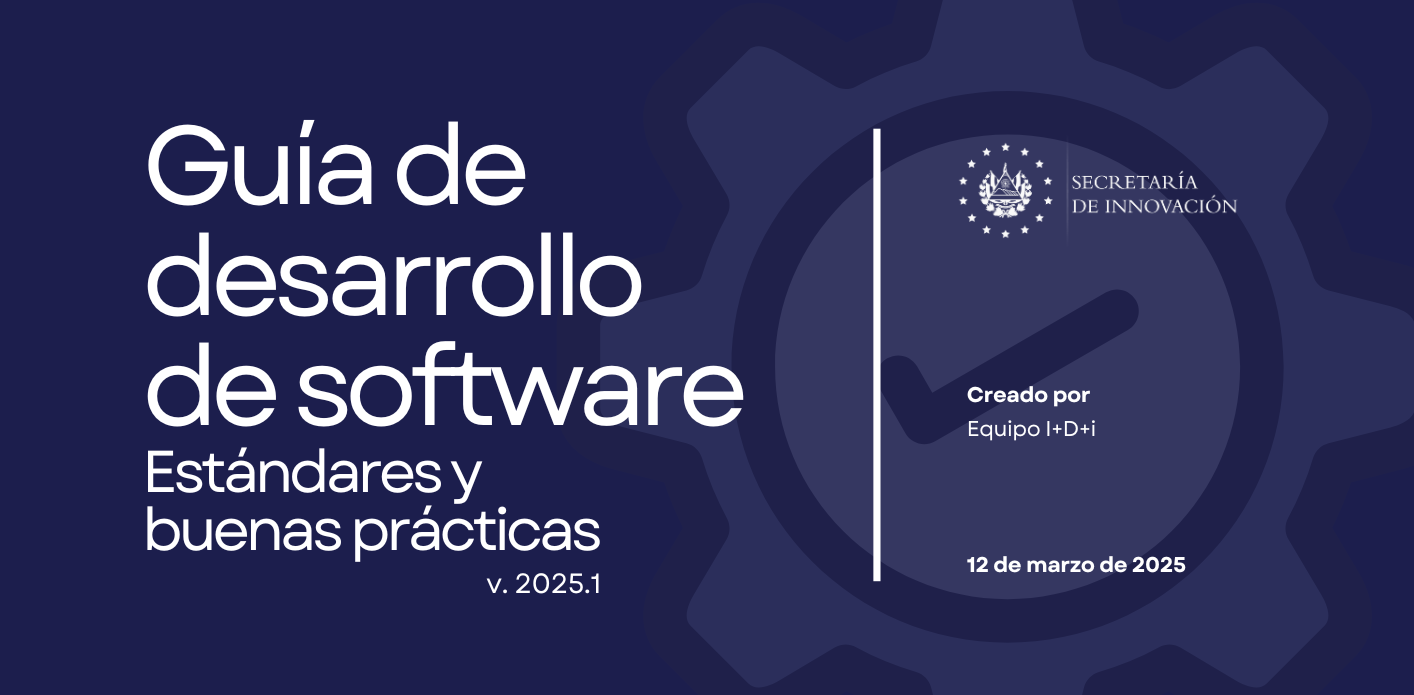 Guía de
desarrollo
de software
Estándares y
buenas prácticas
v. 2025.1
SECRETARÍA
DE INNOVACIÓN
Creado por
Equipo I+D+i
12 de marzo de 2025